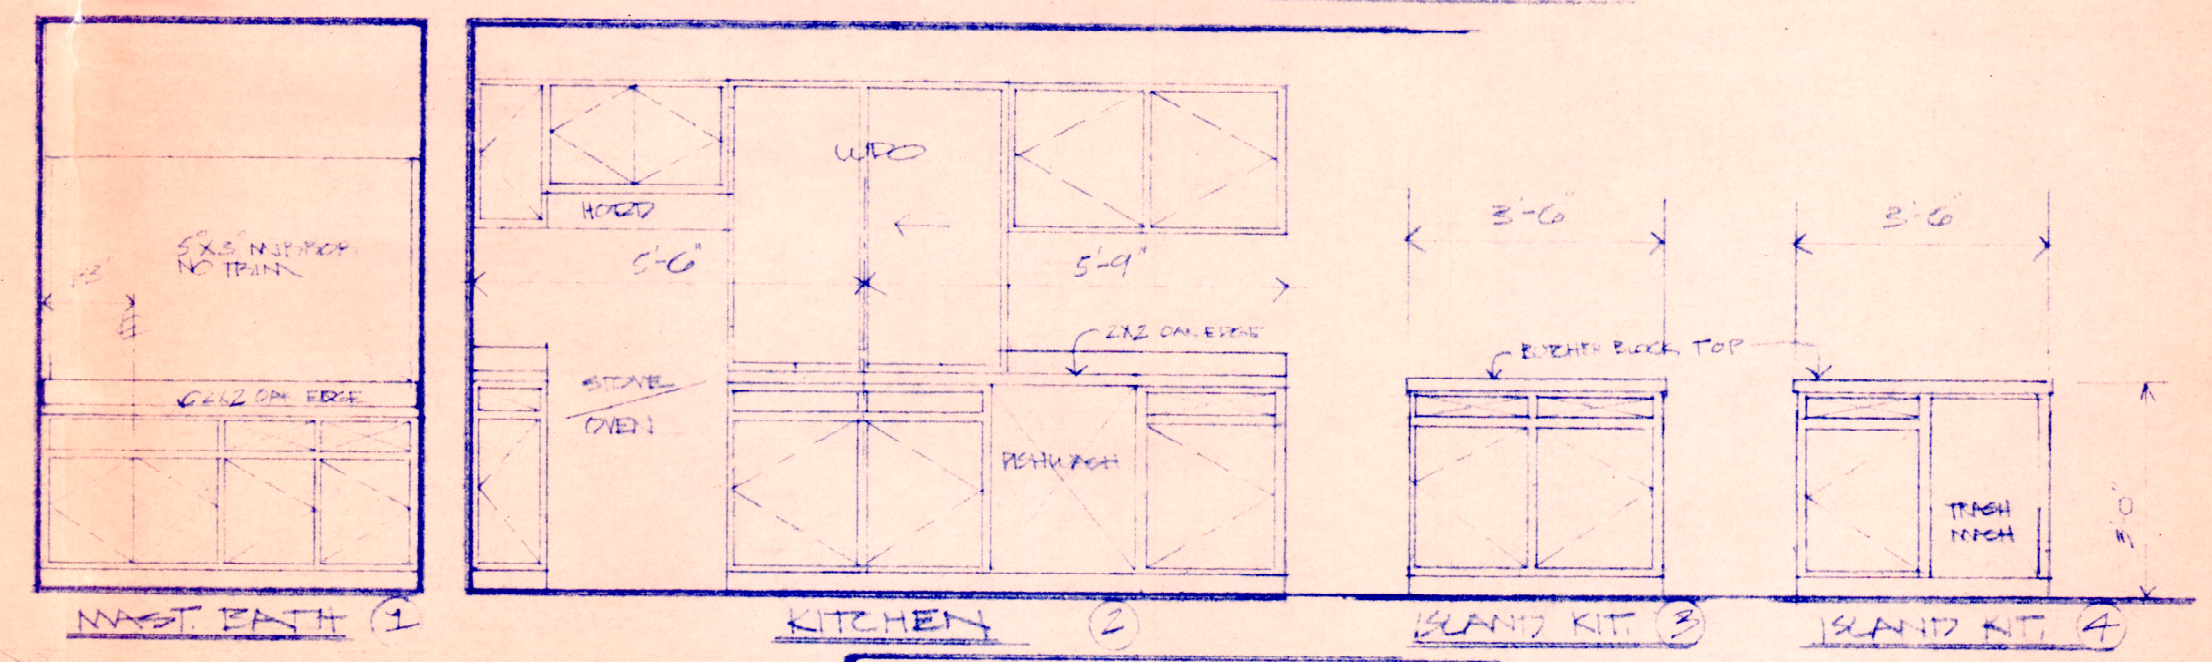 5'X3' MIRROR
NO TRIM
1'-3"
2X2 OAK EDGE
MAST. BATH 1
WDO
HOOD
5'-6"
5'-9"
2X2 OAK EDGE
STOVE
OVEN
DISHWASH
KITCHEN 2
3'-6"
BUTCHER BLOCK TOP
ISLAND KIT. 3
3'-6"
TRASH
MASH
3'-0"
ISLAND KIT. 4